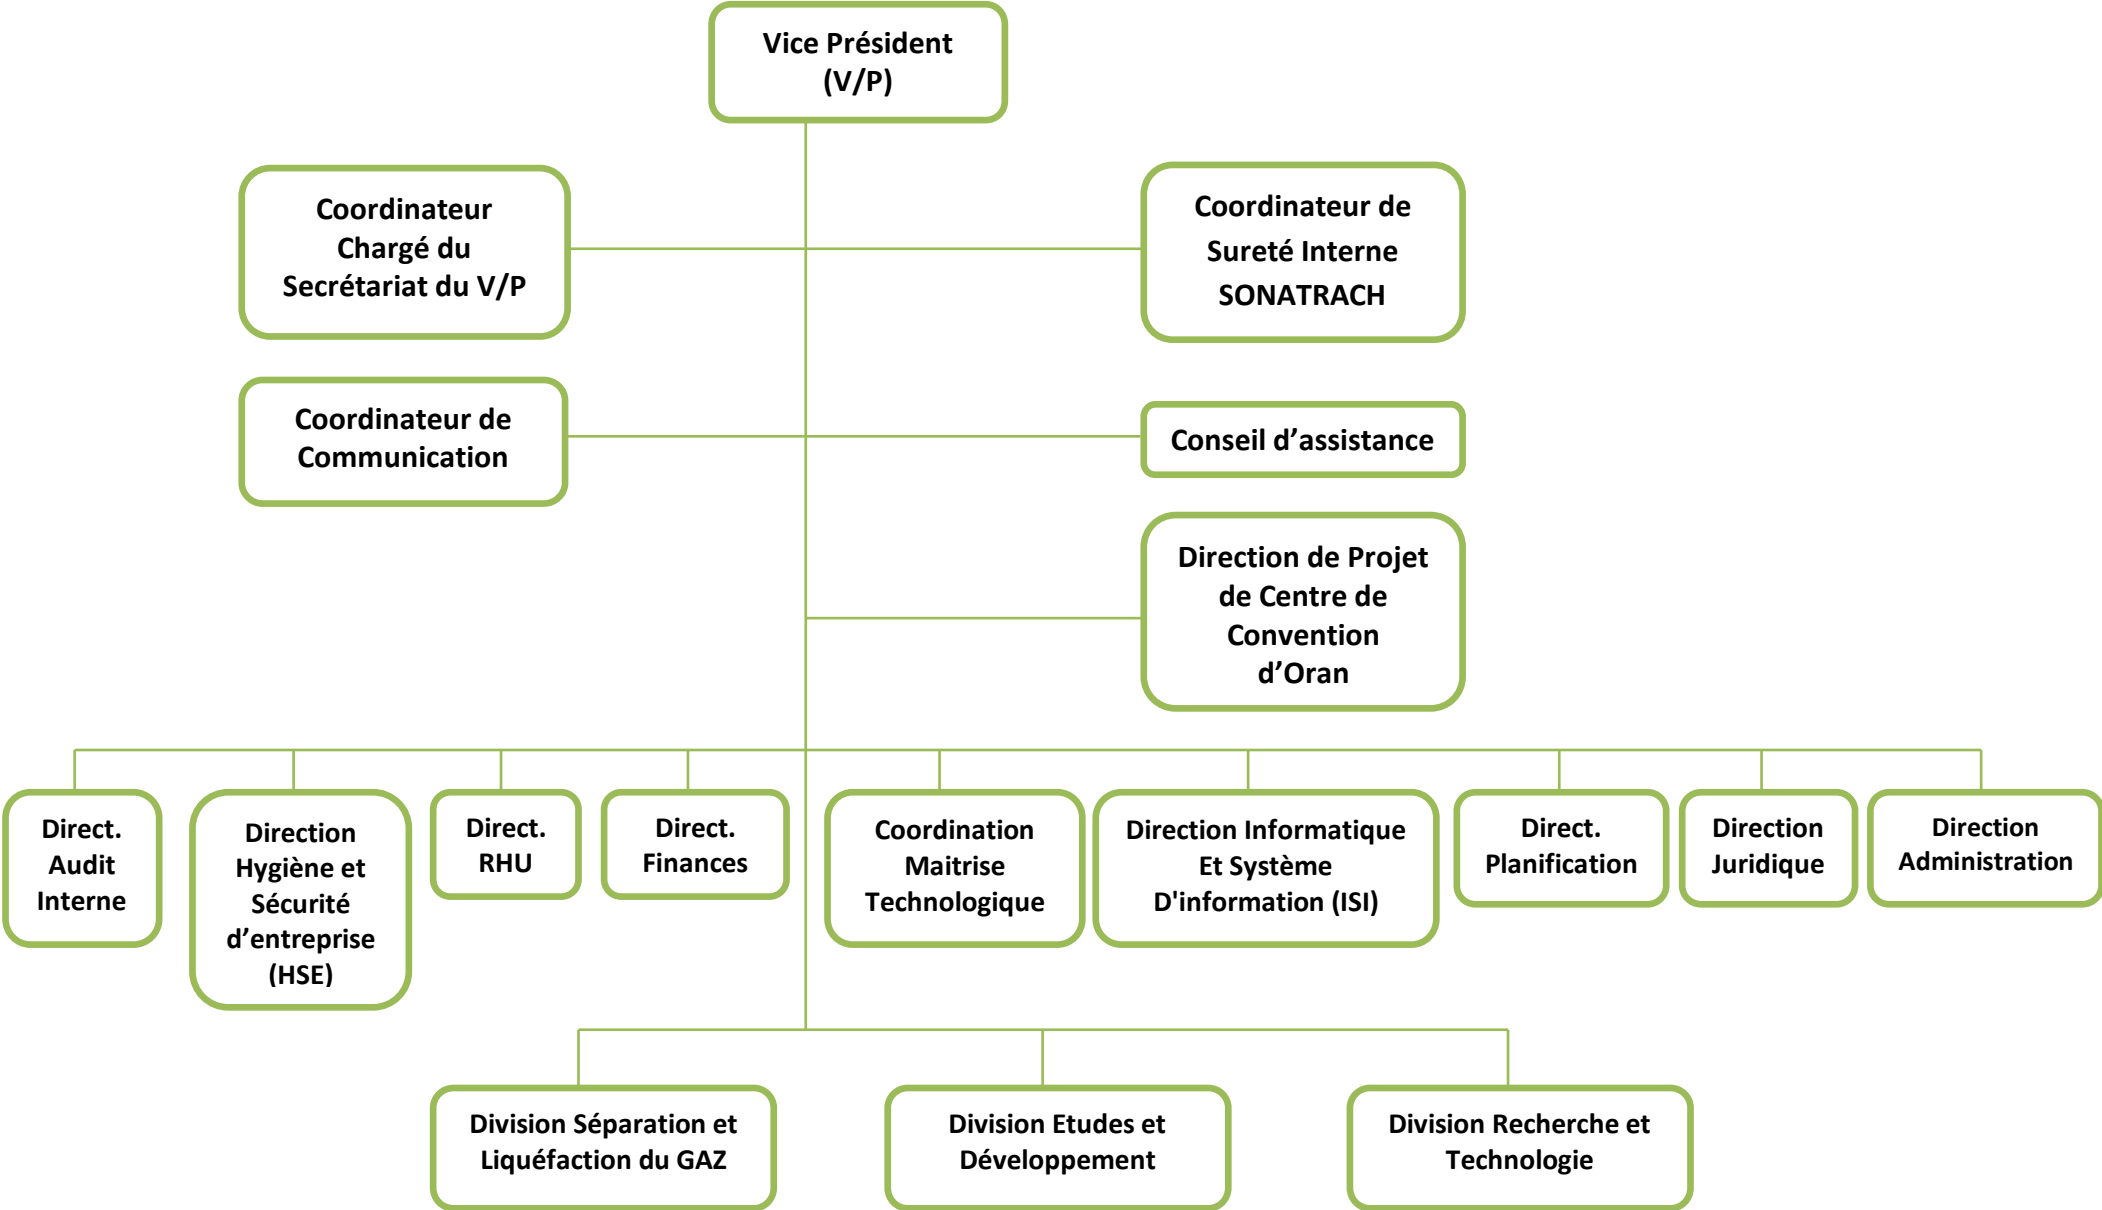 Vice Président
(V/P)
Coordinateur
Chargé du
Secrétariat du V/P
Coordinateur de
Sureté Interne
SONATRACH
Coordinateur de
Communication
Conseil d’assistance
Direction de Projet
de Centre de
Convention
d’Oran
Direct.
Audit
Interne
Direction
Hygiène et
Sécurité
d’entreprise
(HSE)
Direct.
RHU
Direct.
Finances
Coordination
Maitrise
Technologique
Direction Informatique
Et Système
D'information (ISI)
Direct.
Planification
Direction
Juridique
Direction
Administration
Division Séparation et
Liquéfaction du GAZ
Division Etudes et
Développement
Division Recherche et
Technologie